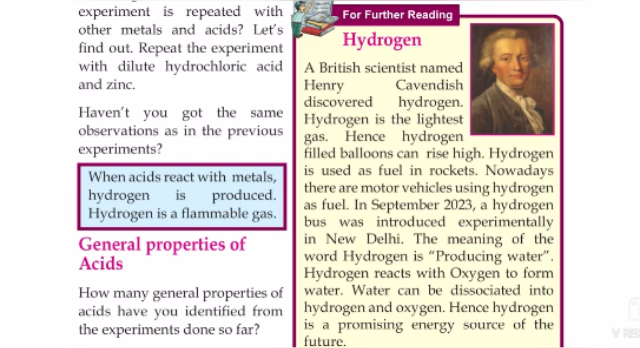 experiment is repeated with
other metals and acids? Let's
find out. Repeat the experiment
with dilute hydrochloric acid
and zinc.
Haven't you got the same
observations as in the previous
experiments?
When acids react with metals,
hydrogen is produced.
Hydrogen is a flammable gas.
General properties of
Acids
How many general properties of
acids have you identified from
the experiments done so far?
For Further Reading
Hydrogen
A British scientist named
Henry Cavendish
discovered hydrogen.
Hydrogen is the lightest
gas. Hence hydrogen
filled balloons can rise high. Hydrogen
is used as fuel in rockets. Nowadays
there are motor vehicles using hydrogen
as fuel. In September 2023, a hydrogen
bus was introduced experimentally
in New Delhi. The meaning of the
word Hydrogen is "Producing water".
Hydrogen reacts with Oxygen to form
water. Water can be dissociated into
hydrogen and oxygen. Hence hydrogen
is a promising energy source of the
future.